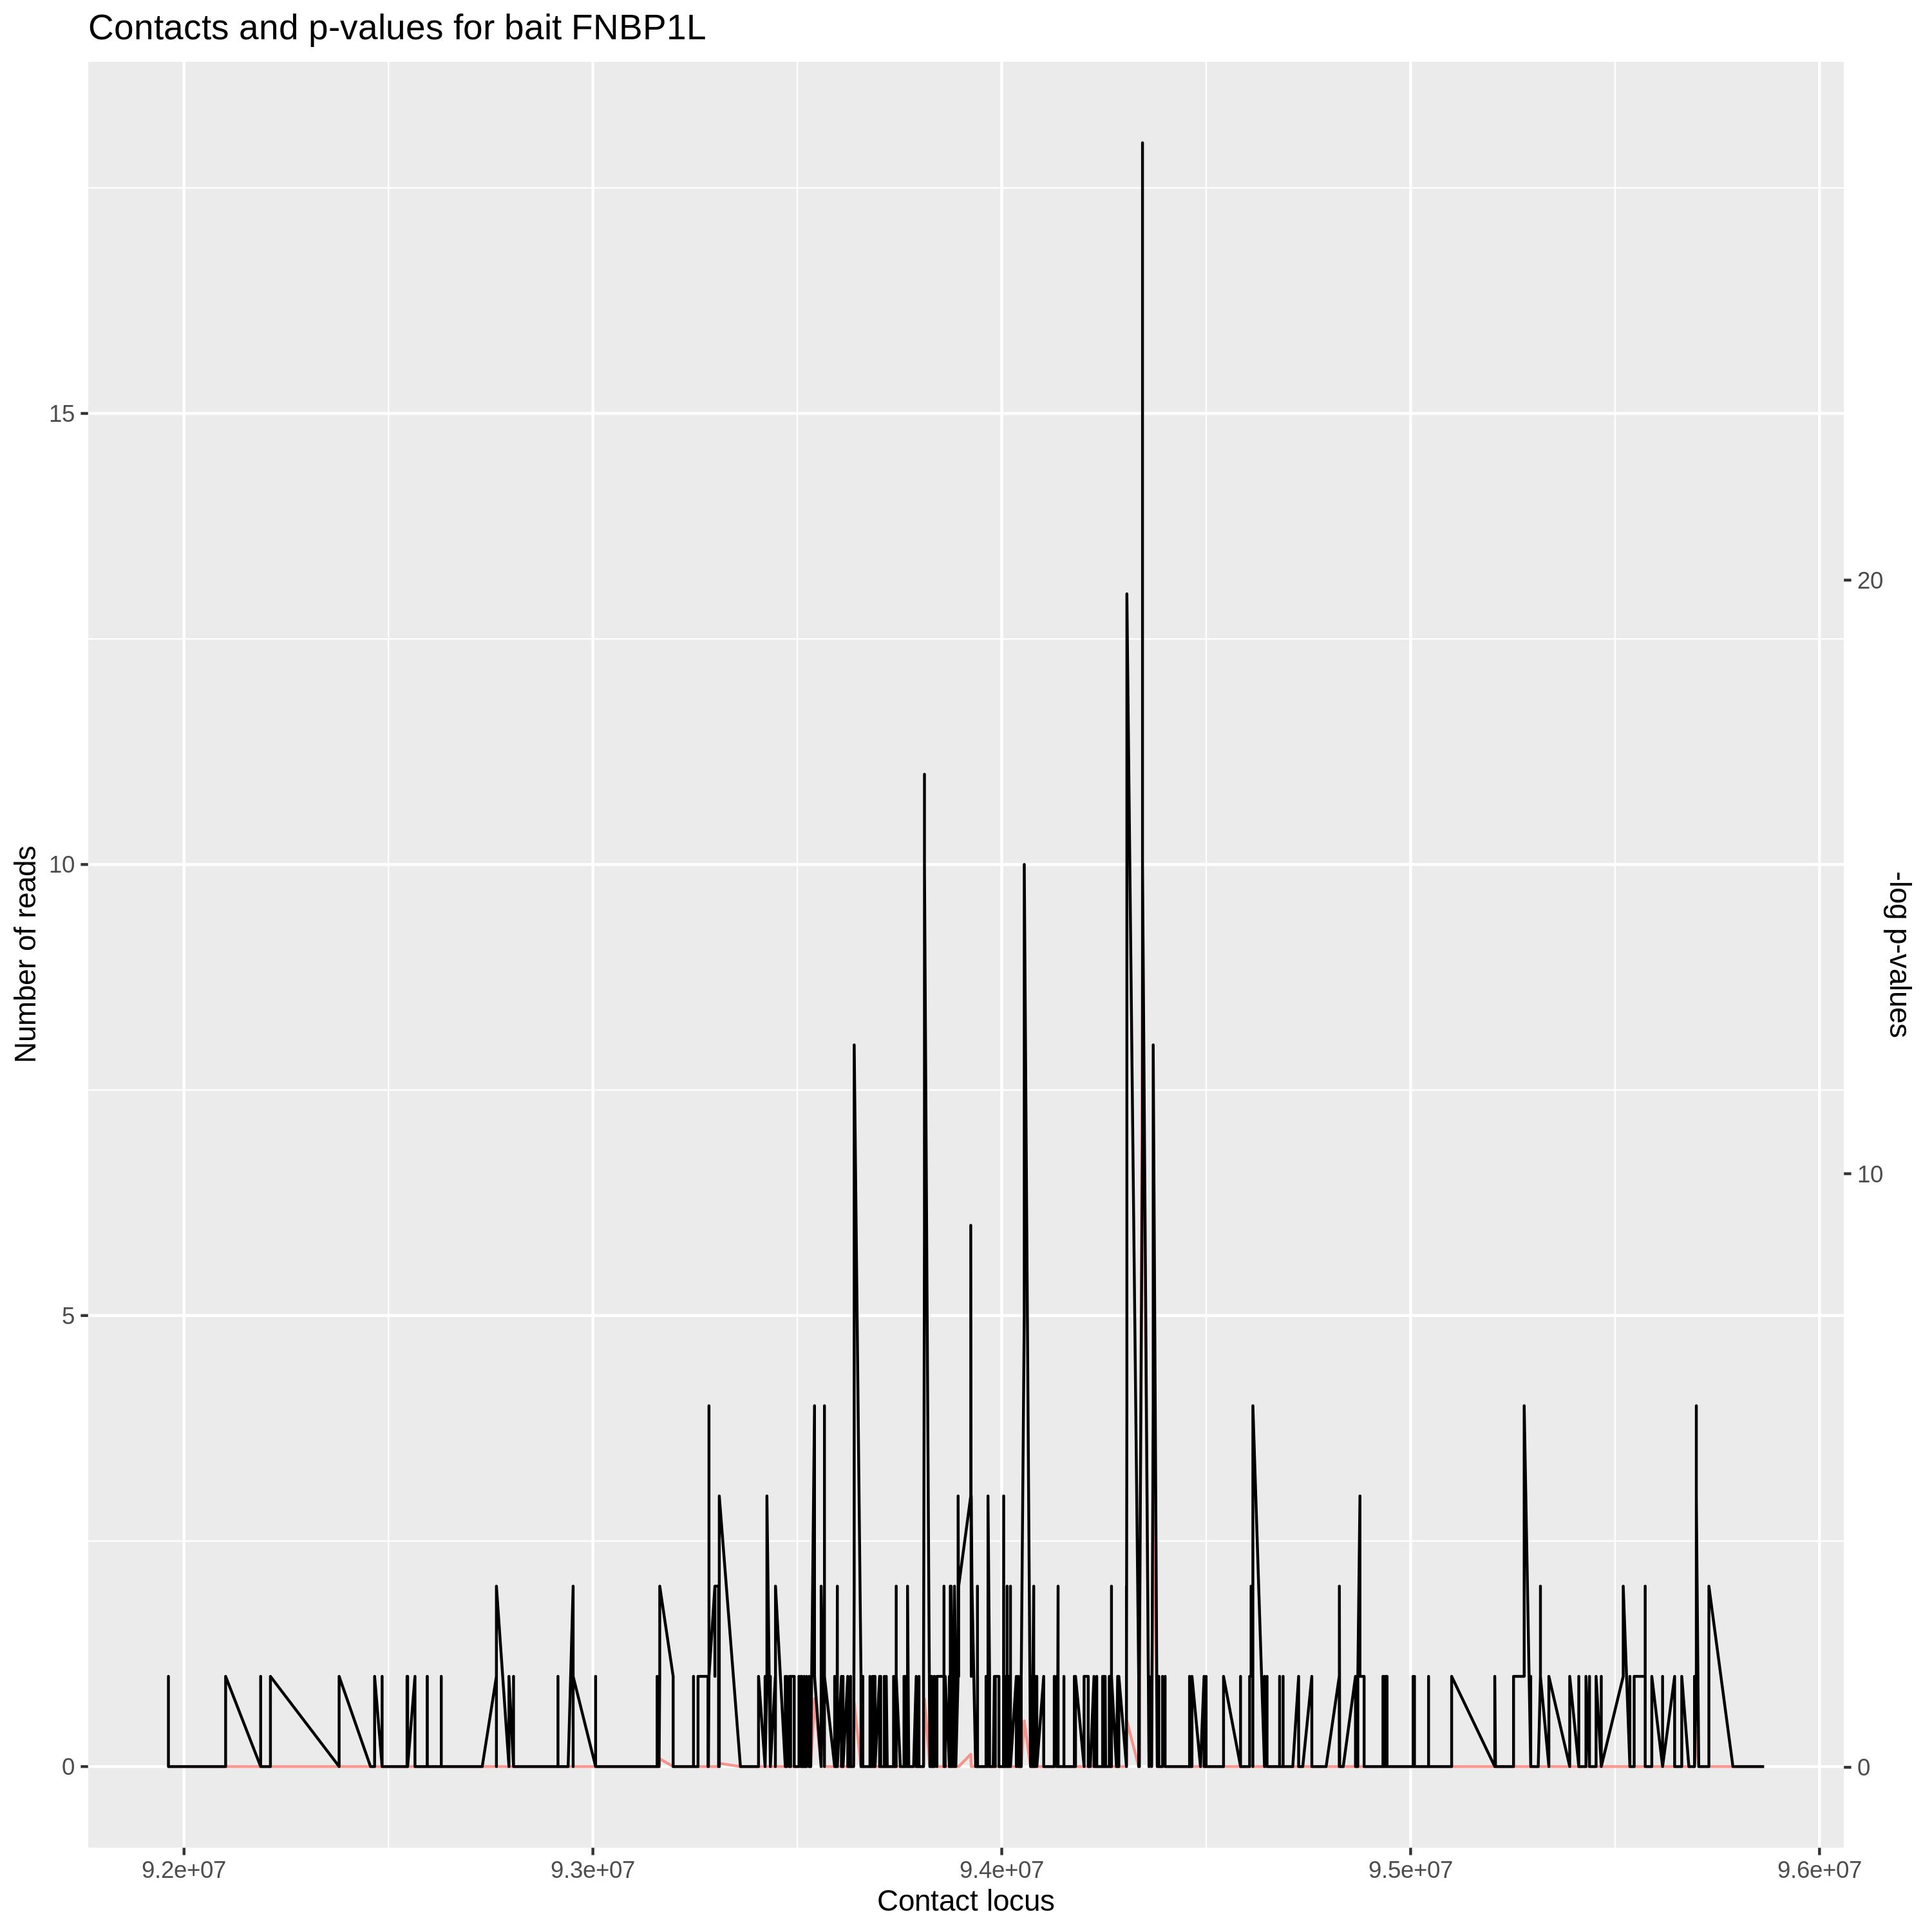 Contacts and p-values for bait FNBP1L
15
10
5
0
Number of reads
20
10
0
-log p-values
9.2e+07 9.3e+07 9.4e+07 9.5e+07 9.6e+07
Contact locus